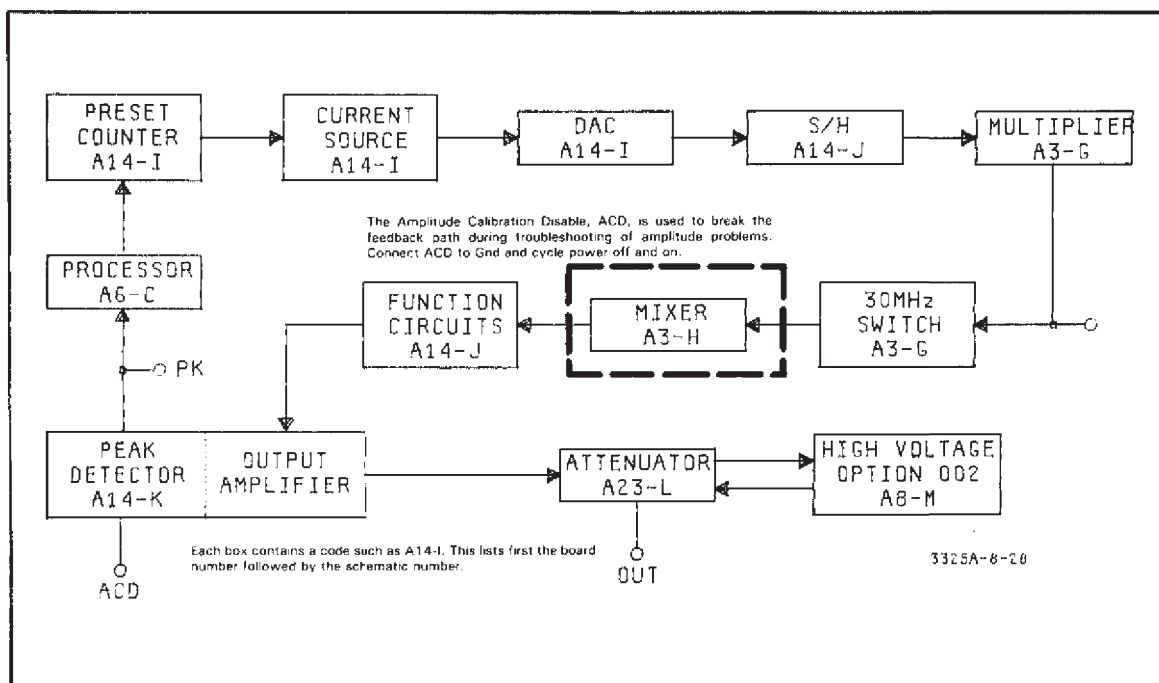 PRESET
COUNTER
A14-I
CURRENT
SOURCE
A14-I
DAC
A14-I
S/H
A14-J
MULTIPLIER
A3-G
The Amplitude Calibration Disable, ACD, is used to break the
feedback path during troubleshooting of amplitude problems.
Connect ACD to Gnd and cycle power off and on.
PROCESSOR
A6-C
FUNCTION
CIRCUITS
A14-J
MIXER
A3-H
30MHz
SWITCH
A3-G
PK
PEAK
DETECTOR
A14-K
OUTPUT
AMPLIFIER
ATTENUATOR
A23-L
HIGH VOLTAGE
OPTION 002
A8-M
Each box contains a code such as A14-I. This lists first the board
number followed by the schematic number.
ACD
OUT
3325A-8-28